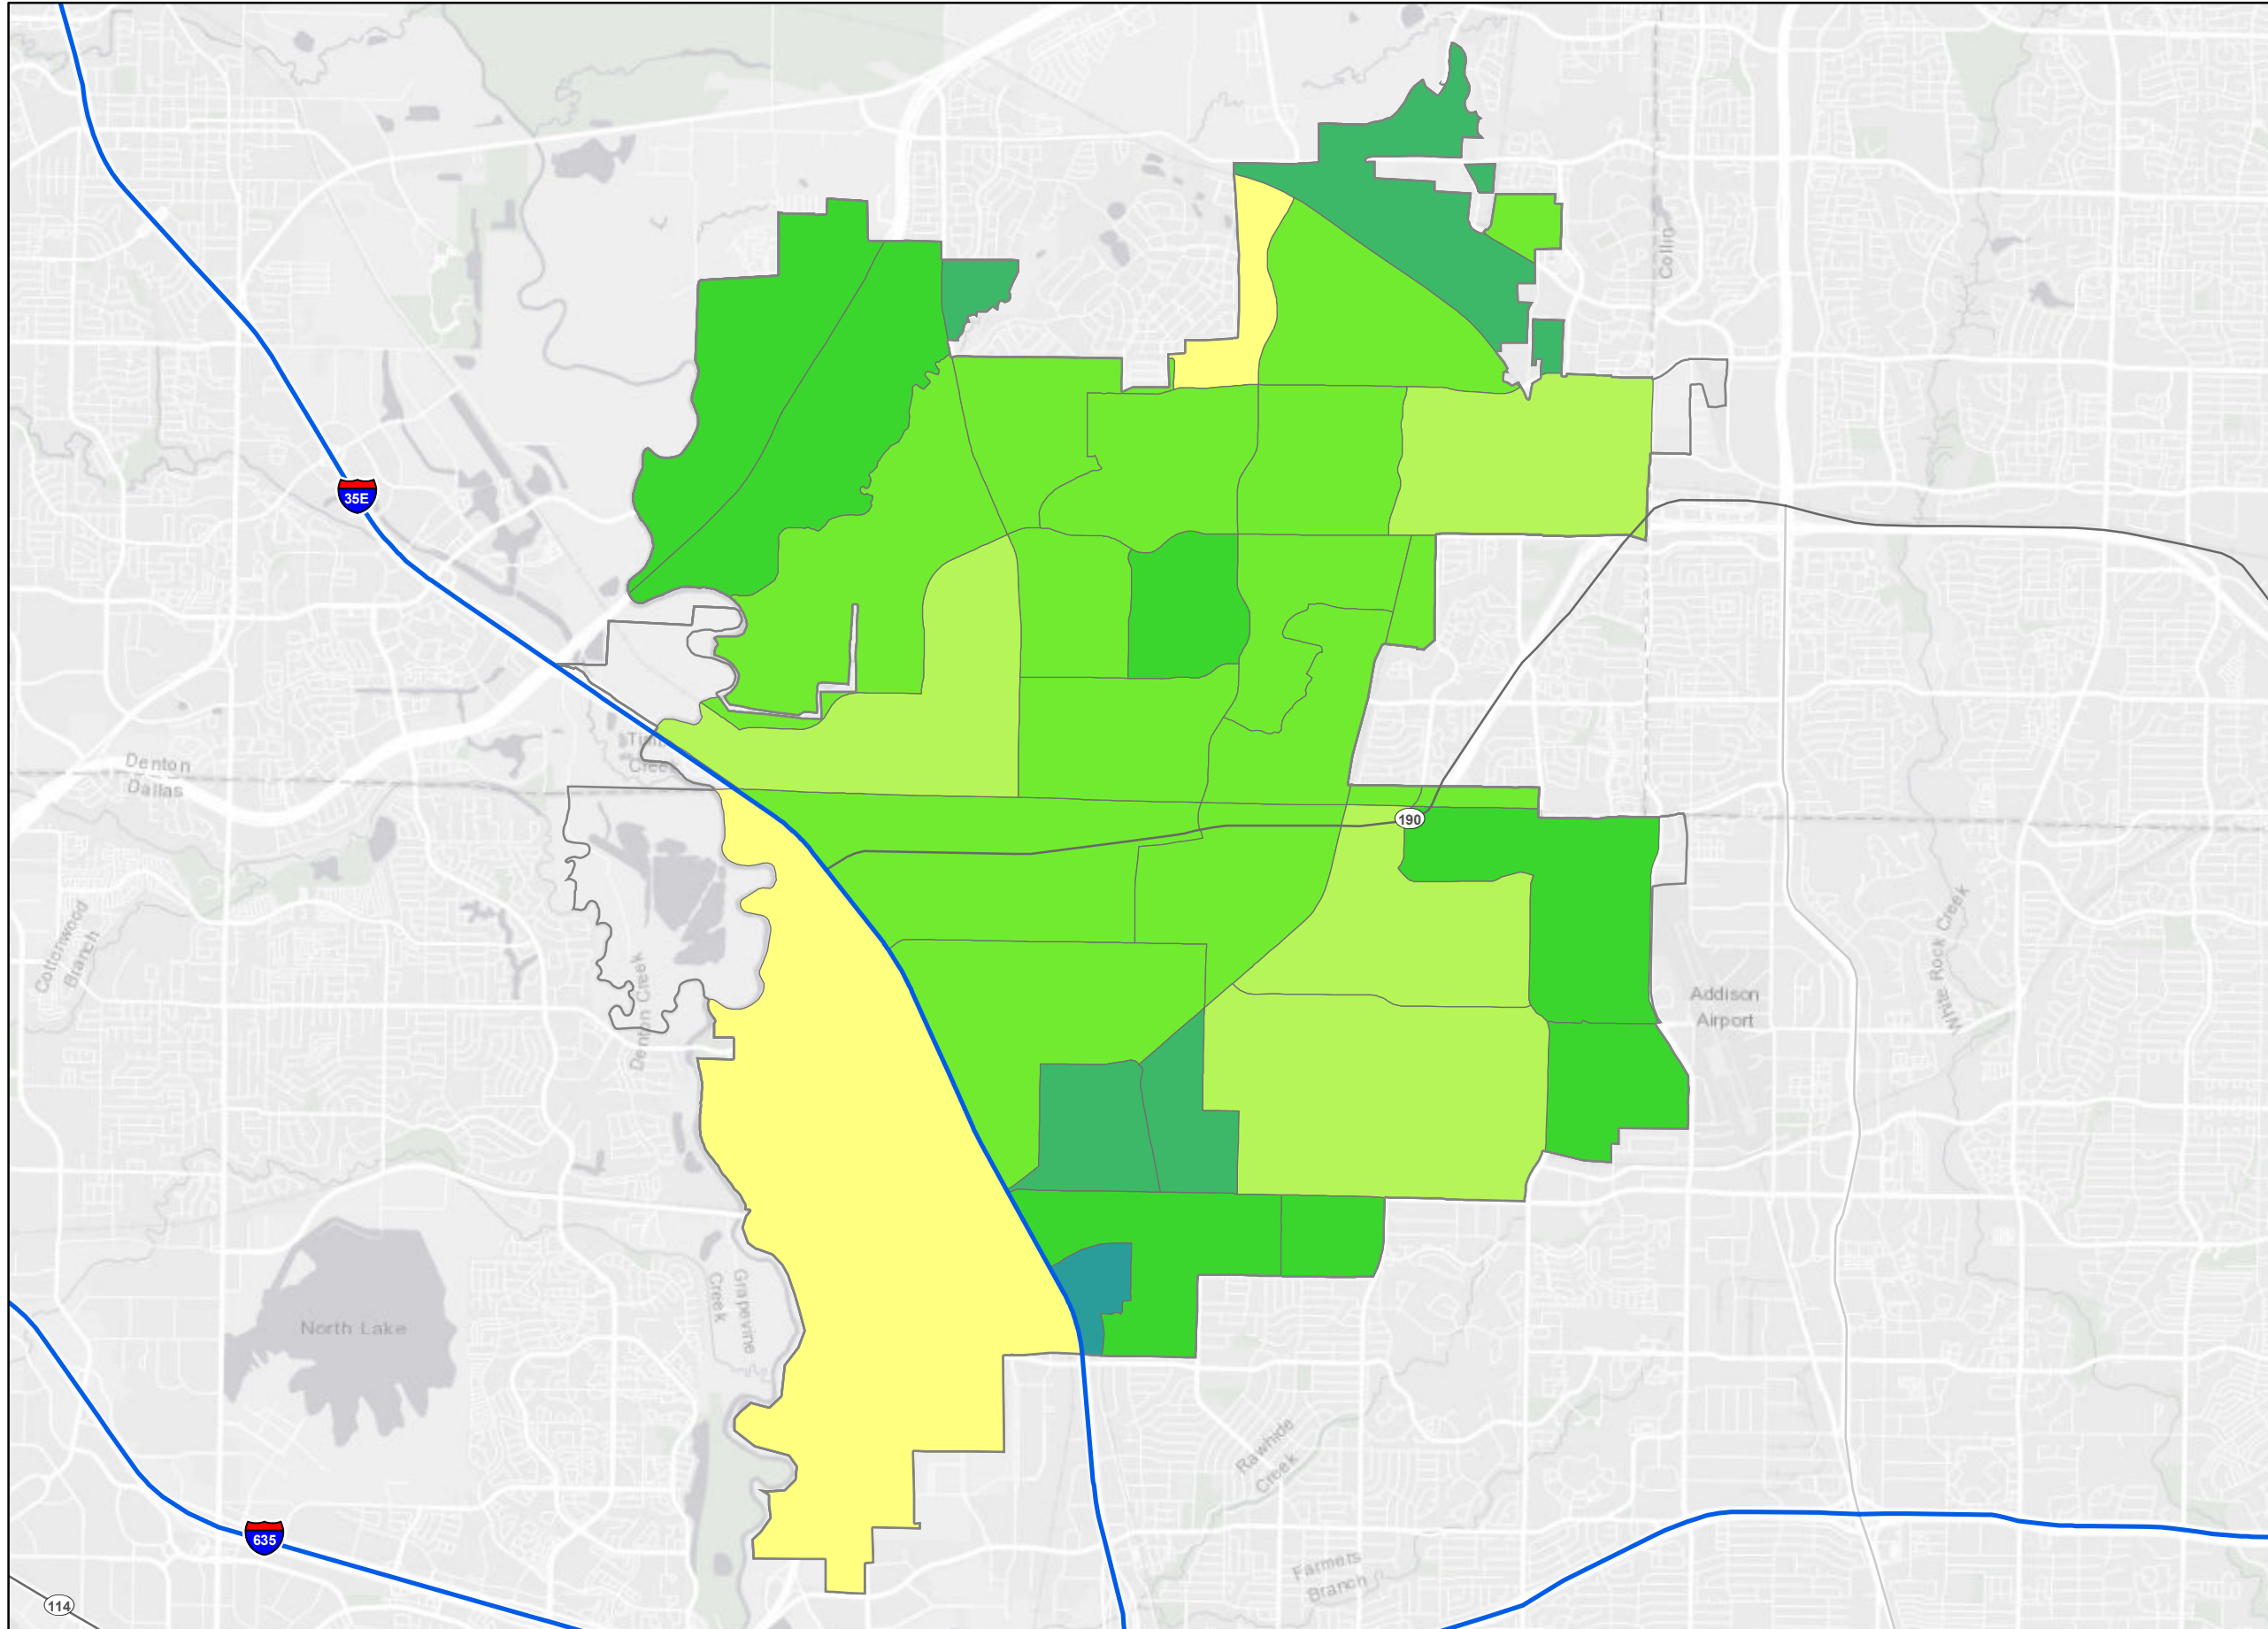 Collin
35E
Denton
Dallas
Creek
190
Cottonwood
Branch
Denton Creek
White Rock Creek
Addison
Airport
North Lake
Grapevine
Creek
Rawhide
Creek
635
Farmers
Branch
114